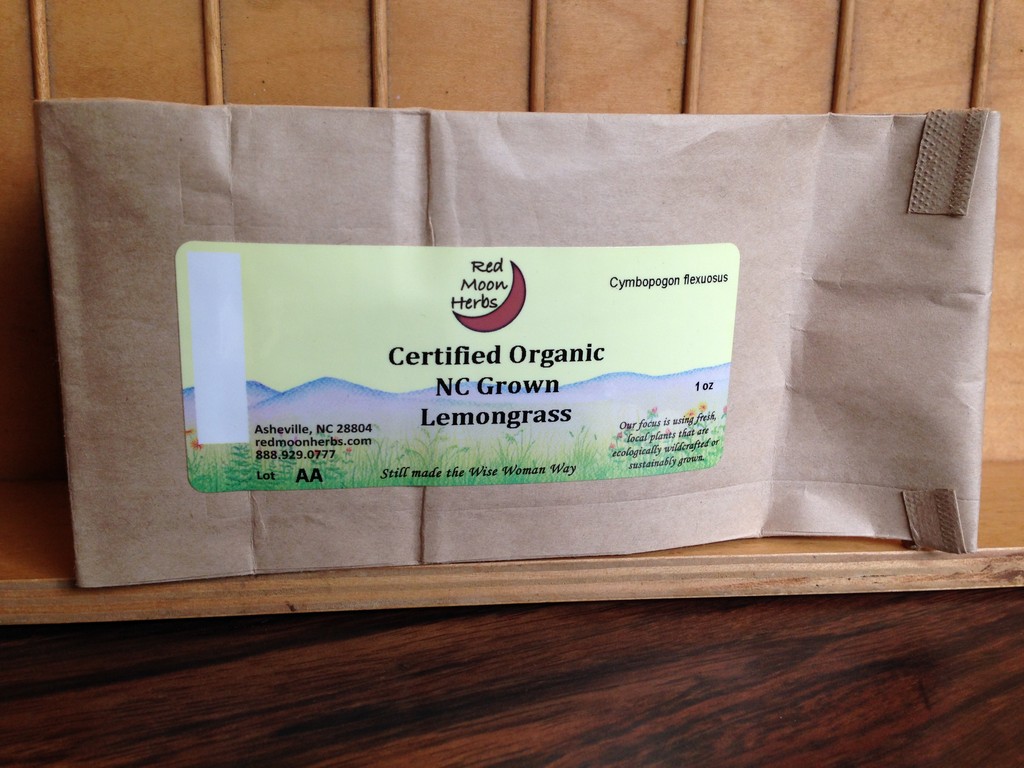 Red
Moon
Herbs
Cymbopogon flexuosus
Certified Organic
NC Grown
Lemongrass
1 oz
Asheville, NC 28804
redmoonherbs.com
888.929.0777
Lot AA
Still made the Wise Woman Way
Our focus is using fresh,
local plants that are
ecologically wildcrafted or
sustainably grown.